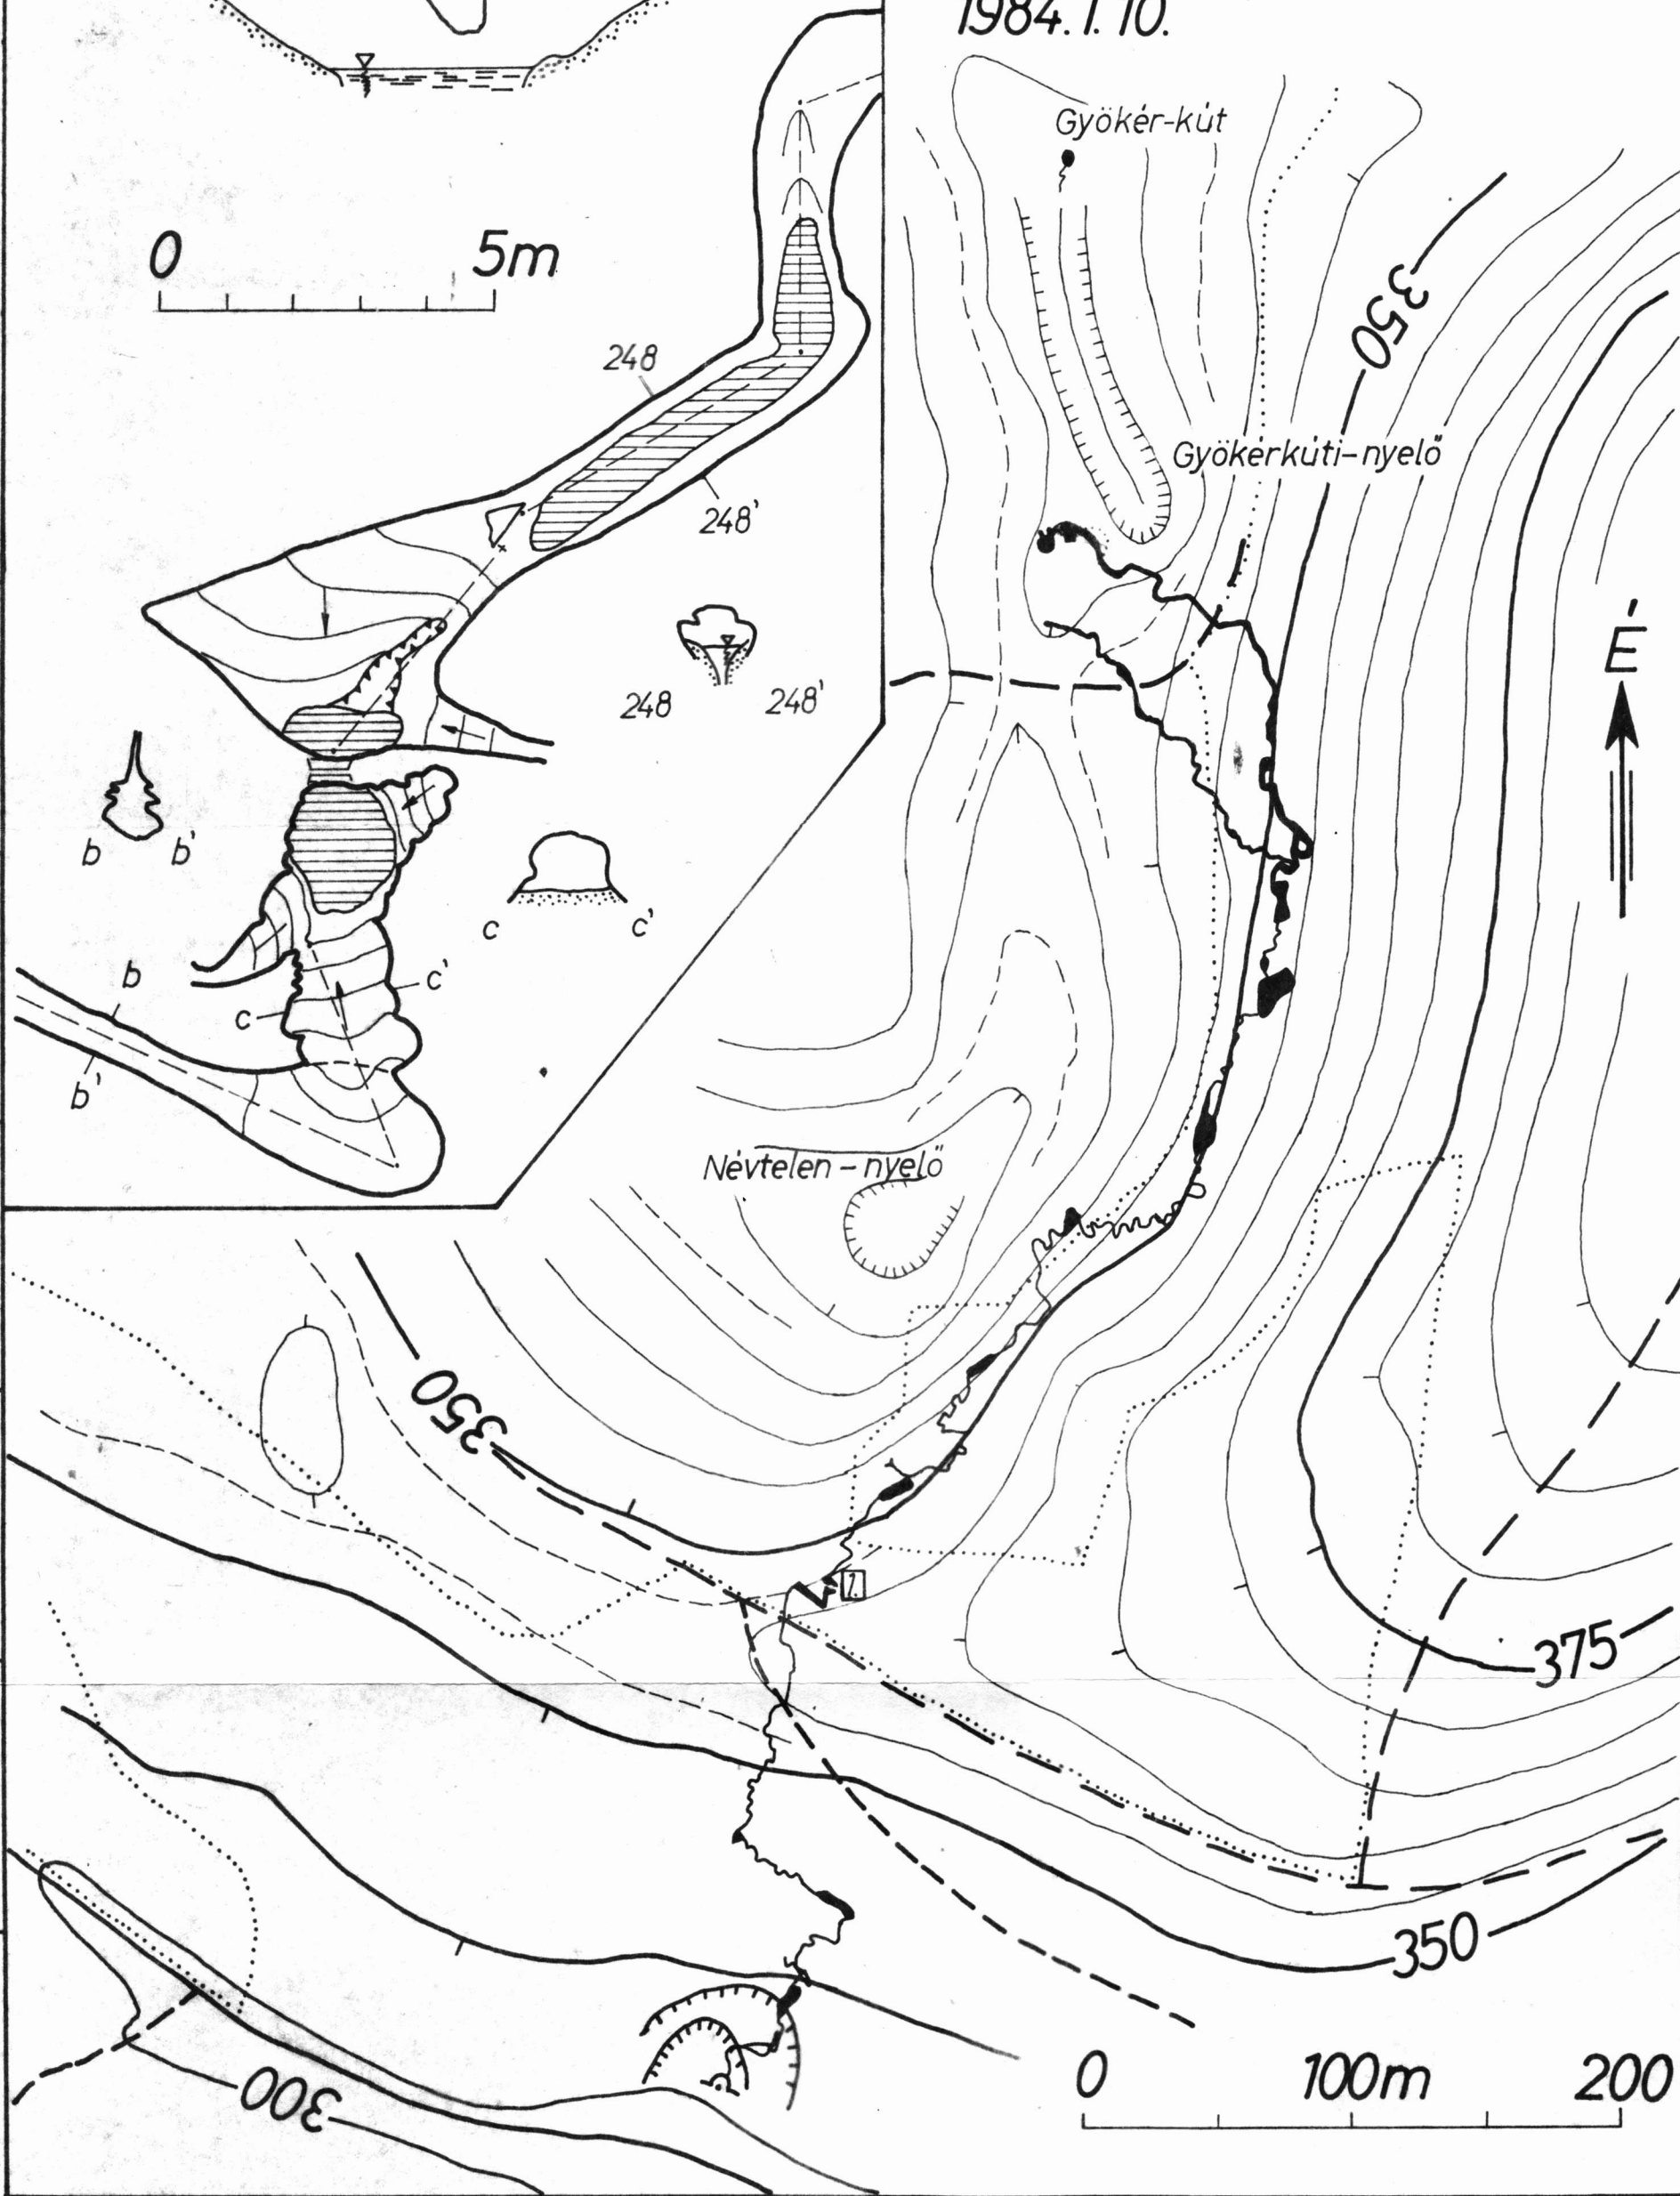 1984. I. 10.
Gyökér-kút
0 5m
350
248
Gyökérkúti-nyelő
248'
É
248 248'
b b'
c c'
b
c'
c
b'
Névtelen-nyelő
350
1.
375
350
300
0 100m 200